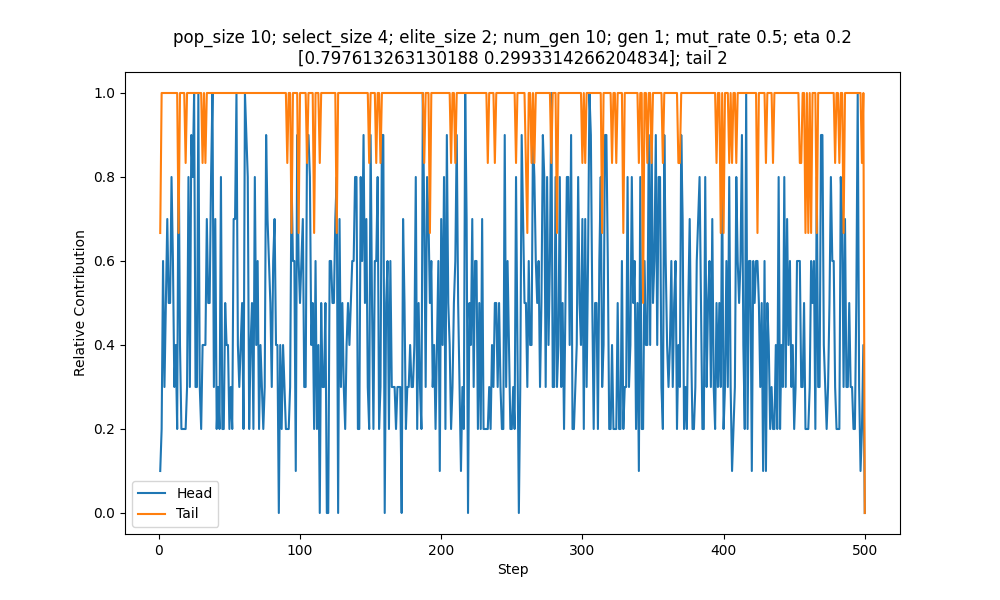 pop_size 10; select_size 4; elite_size 2; num_gen 10; gen 1; mut_rate 0.5; eta 0.2
[0.797613263130188 0.2993314266204834]; tail 2
1.0
0.8
0.6
0.4
0.2
0.0
Relative Contribution
Head
Tail
0
100
200
300
400
500
Step